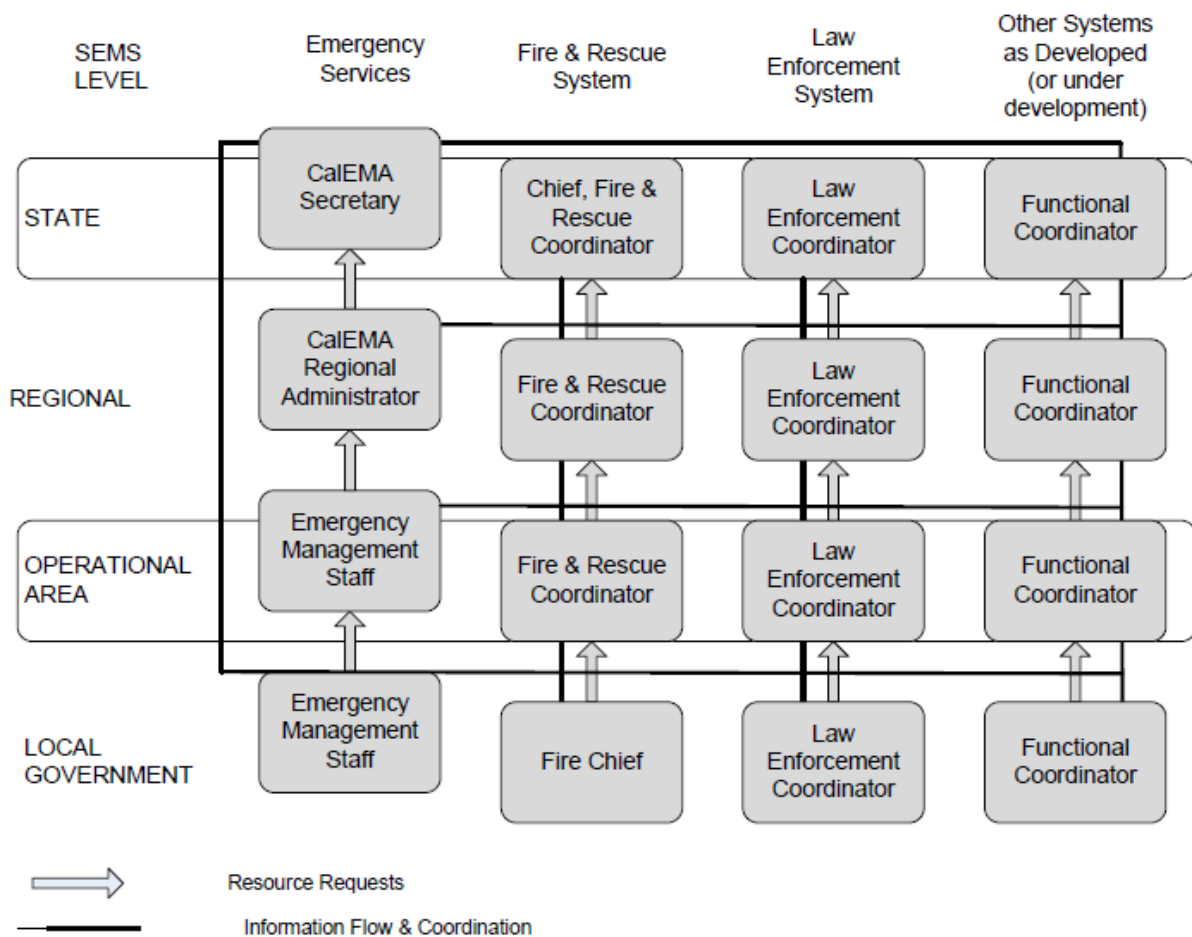 SEMS
LEVEL
Emergency
Services
Fire & Rescue
System
Law
Enforcement
System
Other Systems
as Developed
(or under
development)
STATE
CalEMA
Secretary
Chief, Fire &
Rescue
Coordinator
Law
Enforcement
Coordinator
Functional
Coordinator
REGIONAL
CalEMA
Regional
Administrator
Fire & Rescue
Coordinator
Law
Enforcement
Coordinator
Functional
Coordinator
OPERATIONAL
AREA
Emergency
Management
Staff
Fire & Rescue
Coordinator
Law
Enforcement
Coordinator
Functional
Coordinator
LOCAL
GOVERNMENT
Emergency
Management
Staff
Fire Chief
Law
Enforcement
Coordinator
Functional
Coordinator
Resource Requests
Information Flow & Coordination